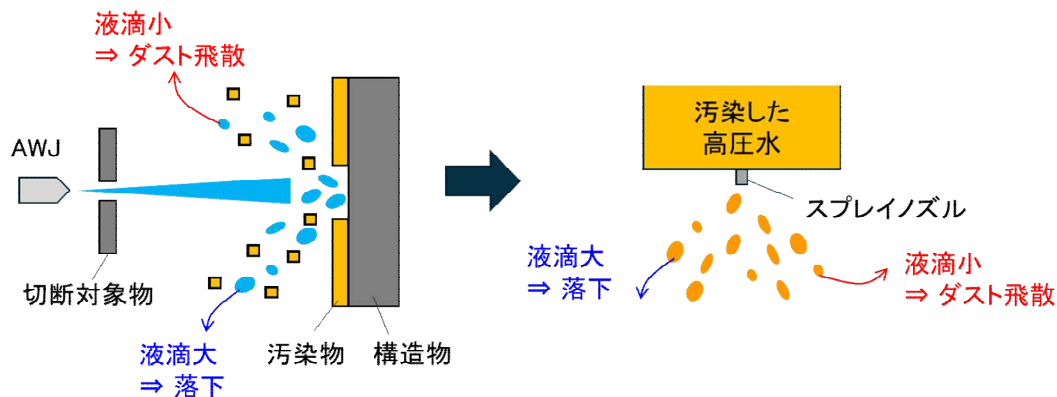 液滴小
⇒ ダスト飛散
AWJ
切断対象物
液滴大
⇒ 落下
汚染物
構造物
汚染した
高圧水
スプレイノズル
液滴大
⇒ 落下
液滴小
⇒ ダスト飛散